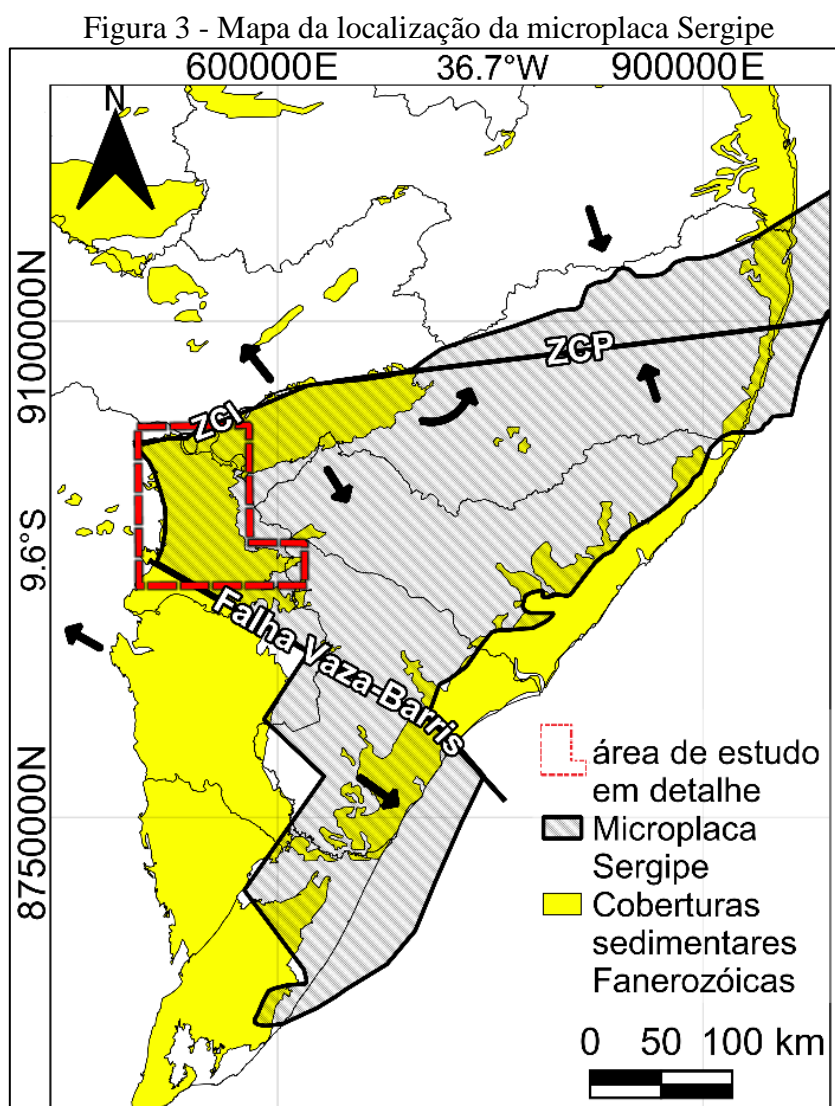 Figura 3 - Mapa da localização da microplaca Sergipe
600000E 36.7°W 900000E
N
9100000N
ZCP
ZCI
9.6°S
Falha Vaza-Barris
8750000N
área de estudo
em detalhe
Microplaca
Sergipe
Coberturas
sedimentares
Fanerozóicas
0 50 100 km